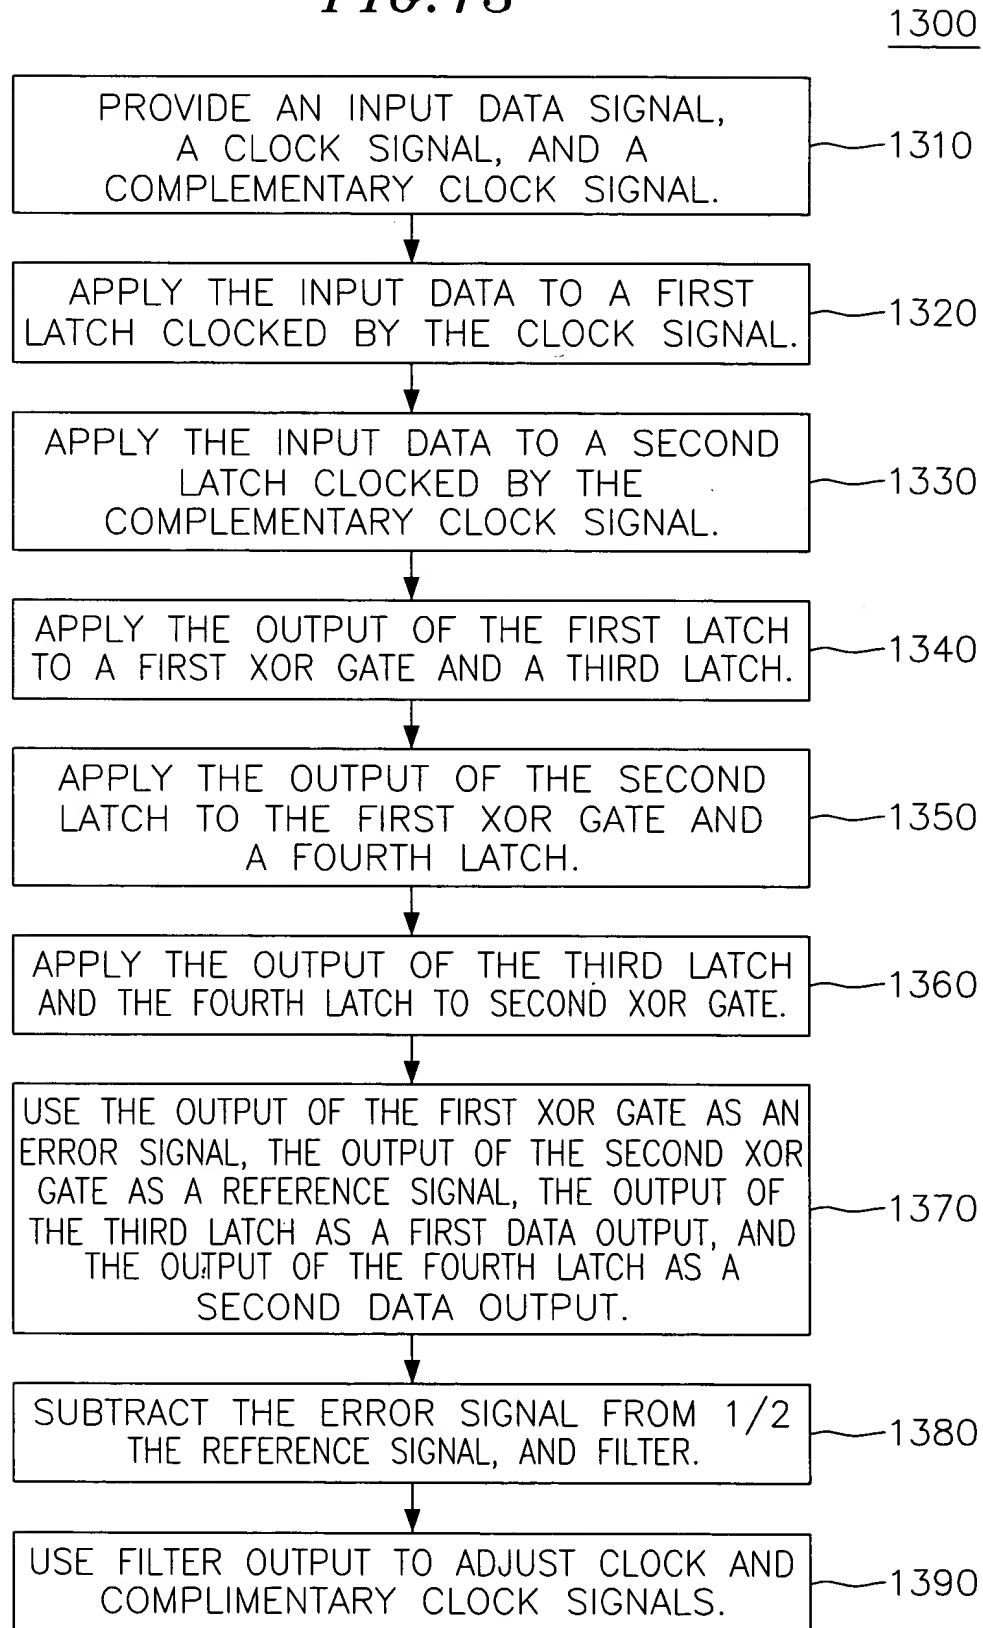 FIG. 13
1300
PROVIDE AN INPUT DATA SIGNAL,
A CLOCK SIGNAL, AND A
COMPLEMENTARY CLOCK SIGNAL.
1310
APPLY THE INPUT DATA TO A FIRST
LATCH CLOCKED BY THE CLOCK SIGNAL.
1320
APPLY THE INPUT DATA TO A SECOND
LATCH CLOCKED BY THE
COMPLEMENTARY CLOCK SIGNAL.
1330
APPLY THE OUTPUT OF THE FIRST LATCH
TO A FIRST XOR GATE AND A THIRD LATCH.
1340
APPLY THE OUTPUT OF THE SECOND
LATCH TO THE FIRST XOR GATE AND
A FOURTH LATCH.
1350
APPLY THE OUTPUT OF THE THIRD LATCH
AND THE FOURTH LATCH TO SECOND XOR GATE.
1360
USE THE OUTPUT OF THE FIRST XOR GATE AS AN
ERROR SIGNAL, THE OUTPUT OF THE SECOND XOR
GATE AS A REFERENCE SIGNAL, THE OUTPUT OF
THE THIRD LATCH AS A FIRST DATA OUTPUT, AND
THE OUTPUT OF THE FOURTH LATCH AS A
SECOND DATA OUTPUT.
1370
SUBTRACT THE ERROR SIGNAL FROM 1/2
THE REFERENCE SIGNAL, AND FILTER.
1380
USE FILTER OUTPUT TO ADJUST CLOCK AND
COMPLIMENTARY CLOCK SIGNALS.
1390